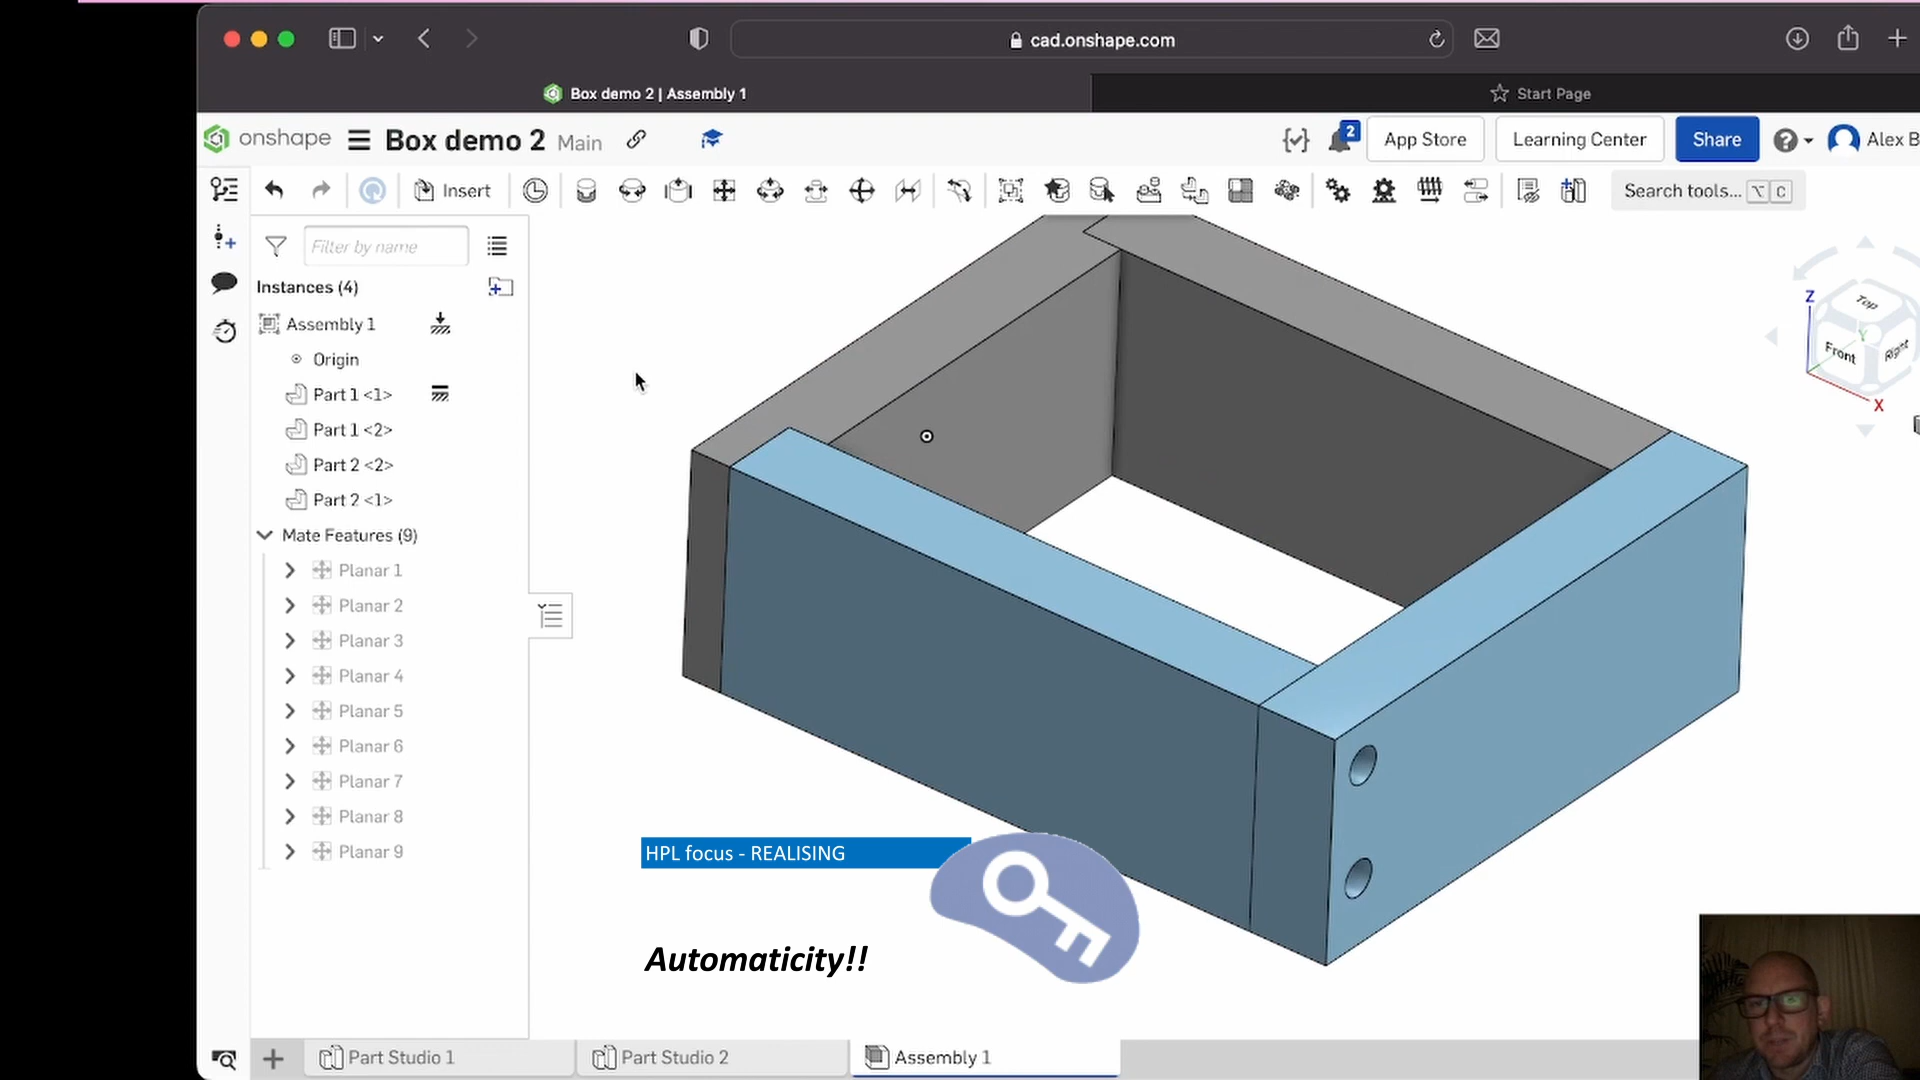 cad.onshape.com
Box demo 2 | Assembly 1
Start Page
onshape
Box demo 2 Main
2
App Store
Learning Center
Share
Alex B
Insert
Search tools... ⌥ C
Filter by name
Instances (4)
Assembly 1
Origin
Part 1 <1>
Part 1 <2>
Part 2 <2>
Part 2 <1>
Mate Features (9)
Planar 1
Planar 2
Planar 3
Planar 4
Planar 5
Planar 6
Planar 7
Planar 8
Planar 9
Z
Top
Y
Front
Right
X
HPL focus - REALISING
Automaticity!!
Part Studio 1
Part Studio 2
Assembly 1